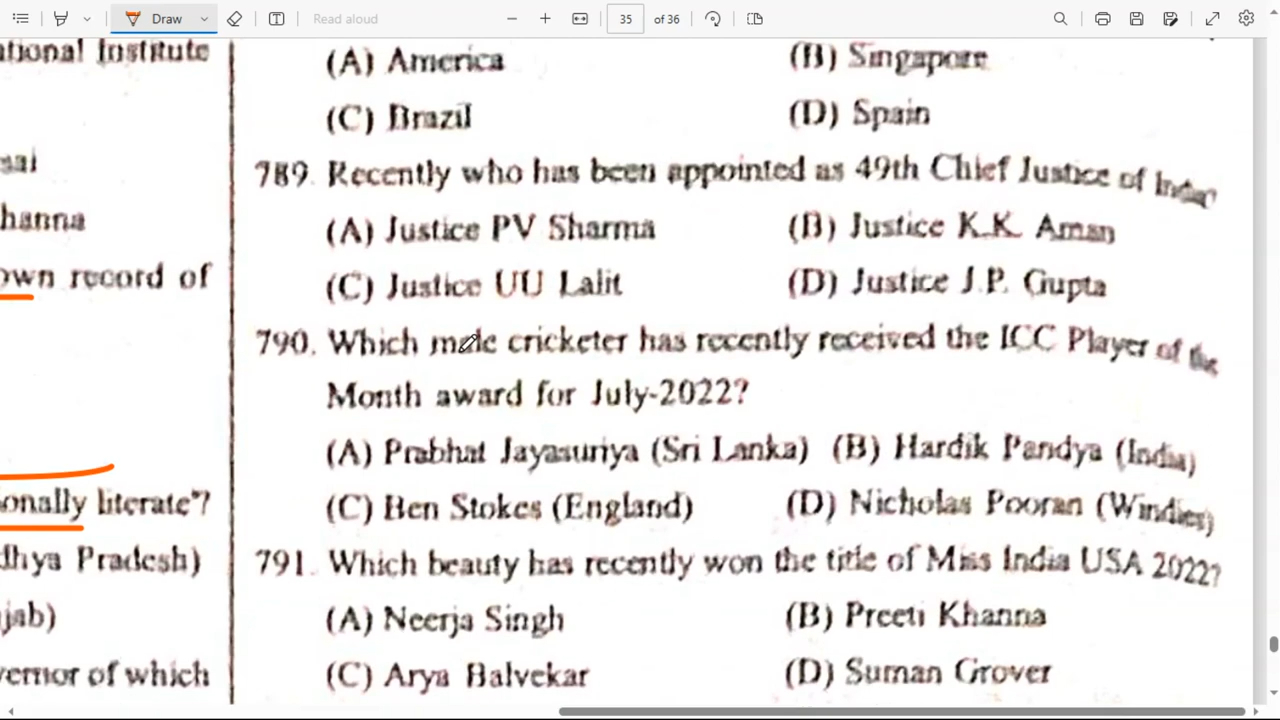 Draw
Read aloud
35 of 36
ational Institute
sai
hanna
own record of
onally literate"?
dhya Pradesh)
jab)
vernor of which
(A) America (B) Singapore
(C) Brazil (D) Spain
789. Recently who has been appointed as 49th Chief Justice of India?
(A) Justice PV Sharma (B) Justice K.K. Aman
(C) Justice UU Lalit (D) Justice J.P. Gupta
790. Which male cricketer has recently received the ICC Player of the
Month award for July-2022?
(A) Prabhat Jayasuriya (Sri Lanka) (B) Hardik Pandya (India)
(C) Ben Stokes (England) (D) Nicholas Pooran (Windies)
791. Which beauty has recently won the title of Miss India USA 2022?
(A) Neerja Singh (B) Preeti Khanna
(C) Arya Balvekar (D) Suman Grover